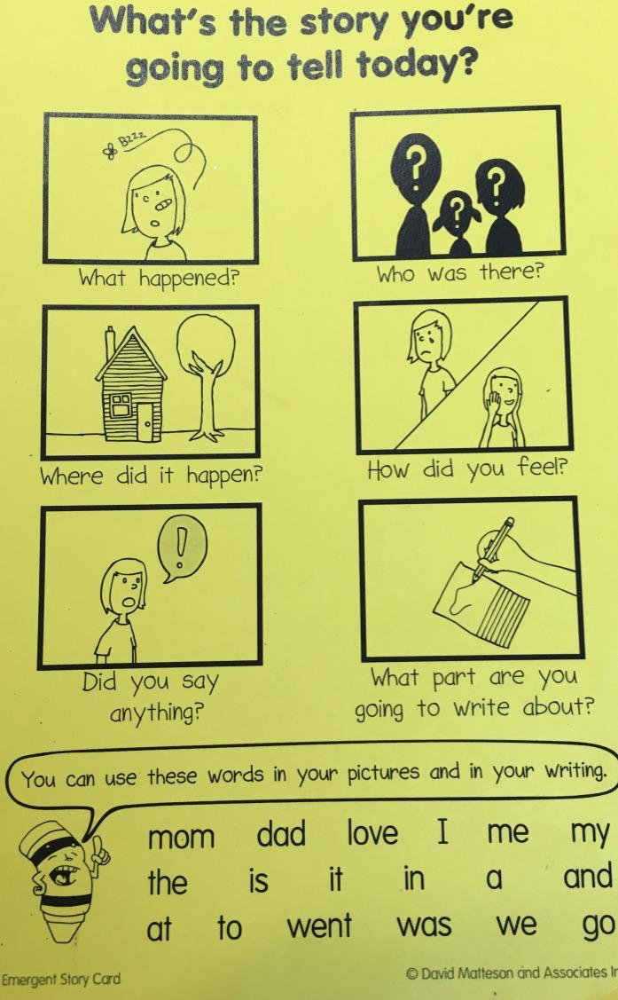 What's the story you're
going to tell today?
Bzzz
What happened?
? ? ?
Who was there?
Where did it happen?
How did you feel?
!
Did you say
anything?
What part are you
going to write about?
You can use these words in your pictures and in your writing.
mom dad love I me my
the is it in a and
at to went was we go
Emergent Story Card
© David Matteson and Associates